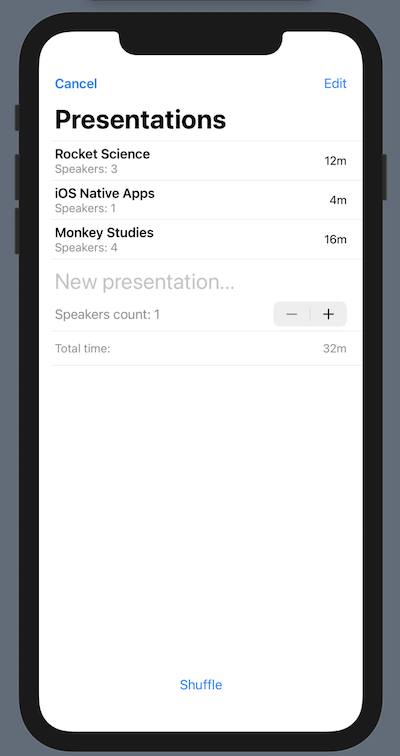 Cancel Edit
Presentations
Rocket Science 12m
Speakers: 3
iOS Native Apps 4m
Speakers: 1
Monkey Studies 16m
Speakers: 4
New presentation...
Speakers count: 1 − +
Total time: 32m
Shuffle